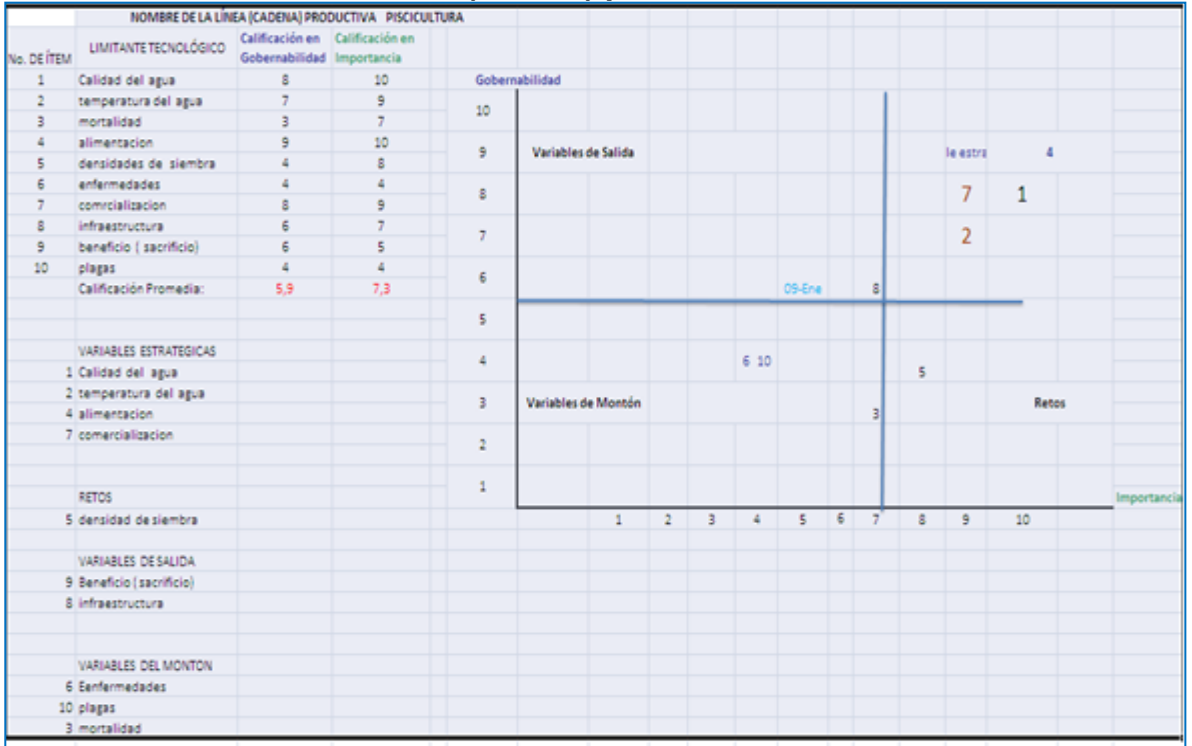 NOMBRE DE LA LÍNEA (CADENA) PRODUCTIVA PISCICULTURA
No. DE ÍTEM LIMITANTE TECNOLÓGICO Calificación en Gobernabilidad Calificación en Importancia
1 Calidad del agua 8 10
2 temperatura del agua 7 9
3 mortalidad 3 7
4 alimentacion 9 10
5 densidades de siembra 4 8
6 enfermedades 4 4
7 comrcialisacion 8 9
8 infraestructura 6 7
9 beneficio ( sacrificio) 6 5
10 plagas 4 4
Calificación Promedia: 5,9 7,3
VARIABLES ESTRATEGICAS
1 Calidad del agua
2 temperatura del agua
4 alimentacion
7 comercialisacion
RETOS
5 densidad de siembra
VARIABLES DE SALIDA
9 Beneficio ( sacrificio)
8 infraestructura
VARIABLES DEL MONTON
6 Eenfermedades
10 plagas
3 mortalidad
Gobernabilidad
10
9 Variables de Salida le estra 4
8 7 1
7 2
6 09-Ene 8
5
4 6 10 5
3 Variables de Montón 3 Retos
2
1
Importancia
1 2 3 4 5 6 7 8 9 10